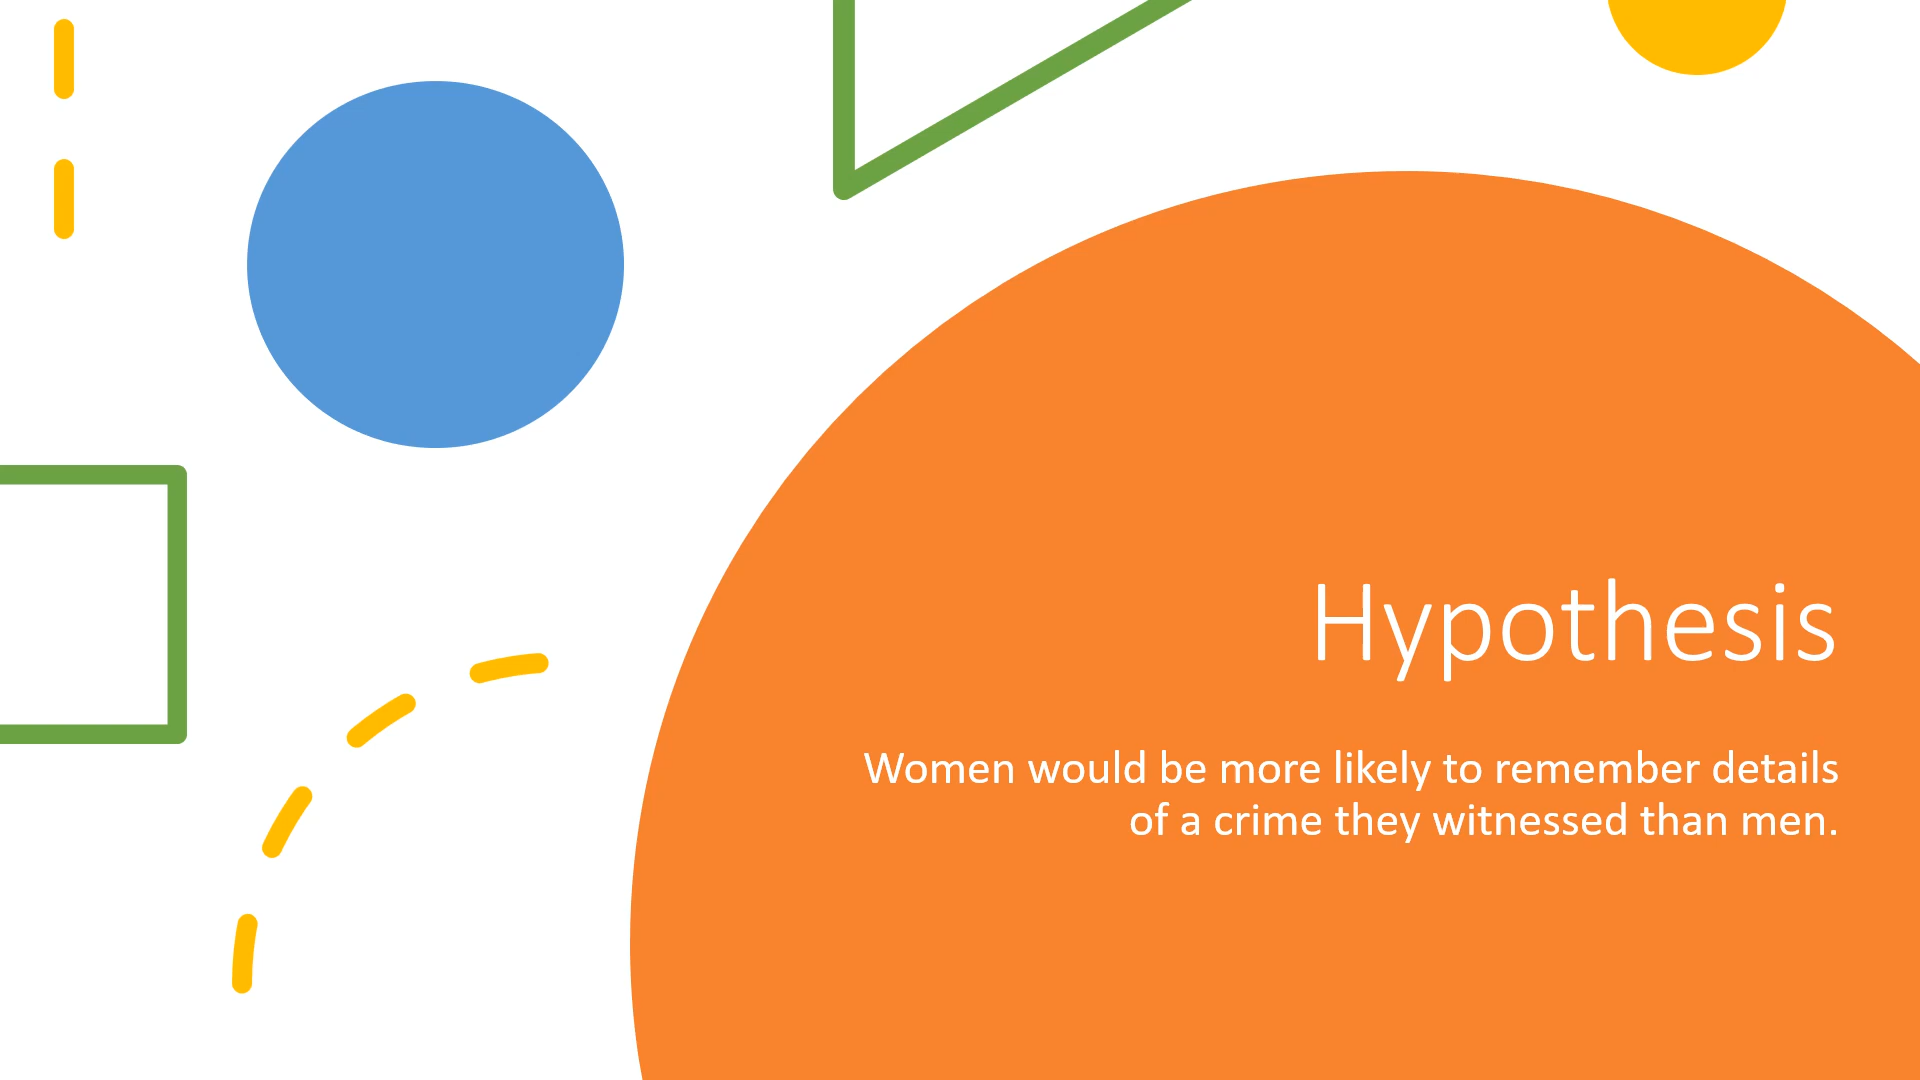 Hypothesis
Women would be more likely to remember details
of a crime they witnessed than men.